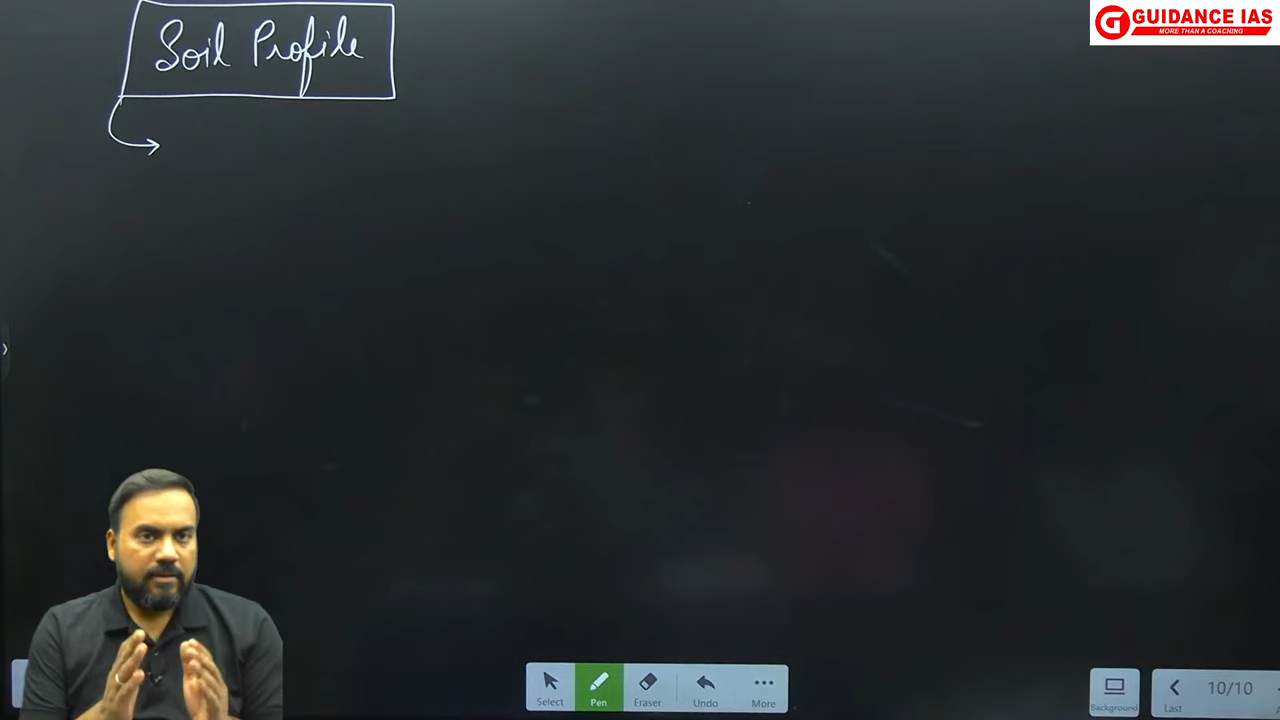 Soil Profile
GUIDANCE IAS
MORE THAN A COACHING
Select
Pen
Eraser
Undo
More
Background
Last
10/10